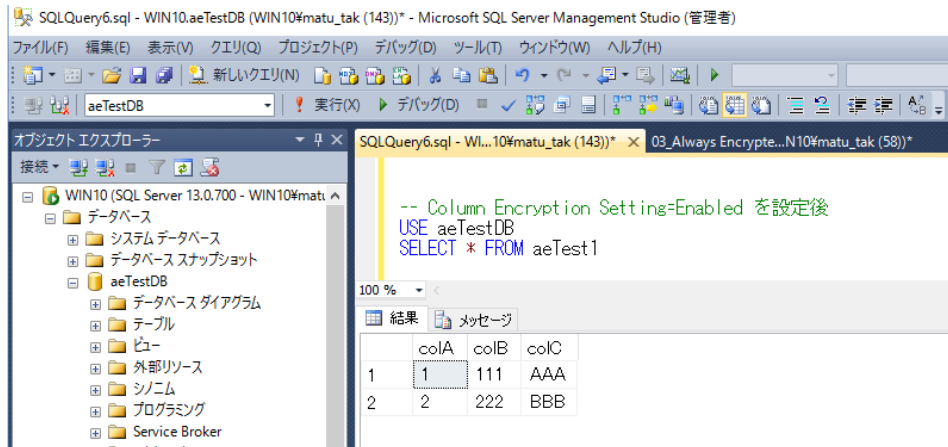 SQLQuery6.sql - WIN10.aeTestDB (WIN10¥matu_tak (143))* - Microsoft SQL Server Management Studio (管理者)
ファイル(F) 編集(E) 表示(V) クエリ(Q) プロジェクト(P) デバッグ(D) ツール(T) ウィンドウ(W) ヘルプ(H)
新しいクエリ(N)
aeTestDB 実行(X) デバッグ(D)
オブジェクト エクスプローラー
接続
WIN10 (SQL Server 13.0.700 - WIN10¥matu
データベース
システム データベース
データベース スナップショット
aeTestDB
データベース ダイアグラム
テーブル
ビュー
外部リソース
シノニム
プログラミング
Service Broker
SQLQuery6.sql - WI...10¥matu_tak (143))* 03_Always Encrypte...N10¥matu_tak (58))*
-- Column Encryption Setting=Enabled を設定後
USE aeTestDB
SELECT * FROM aeTest1
100 %
結果 メッセージ
colA colB colC
1 1 111 AAA
2 2 222 BBB